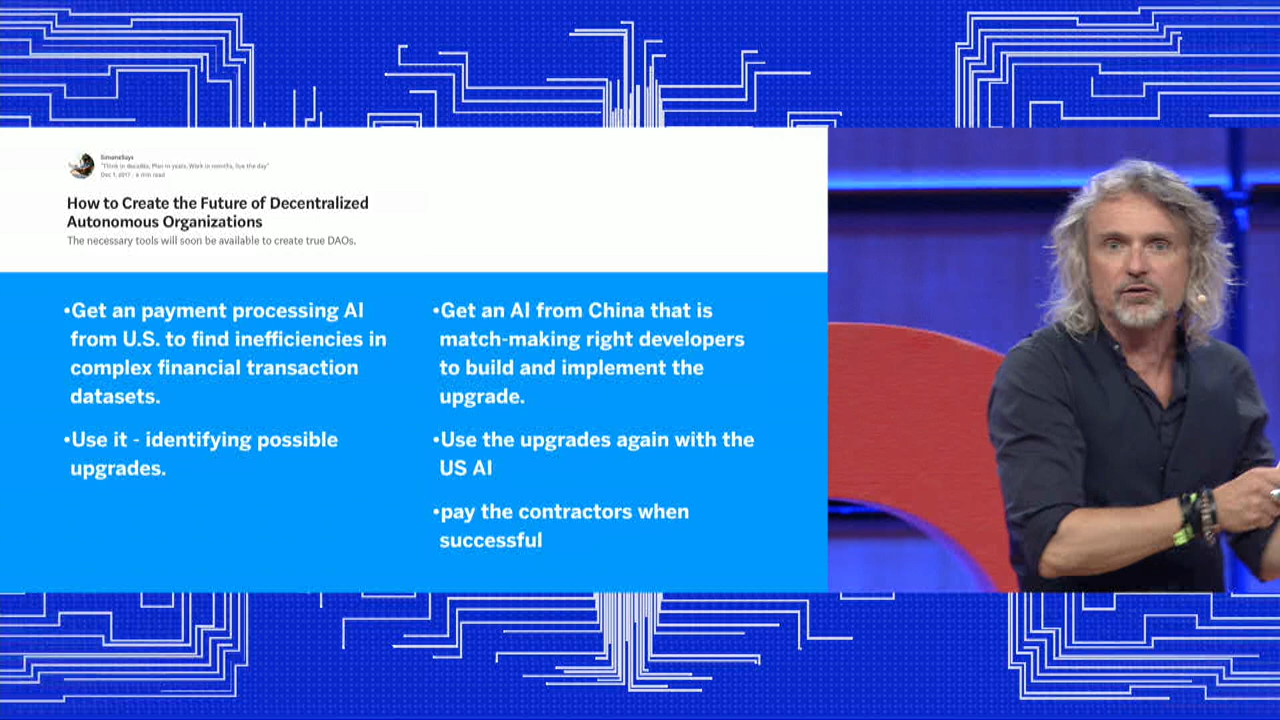 SimoneSays
"Think in decades, Plan in years, Work in months, live the day"
Dec 1, 2017 · 6 min read
How to Create the Future of Decentralized
Autonomous Organizations
The necessary tools will soon be available to create true DAOs.
•Get an payment processing AI
from U.S. to find inefficiencies in
complex financial transaction
datasets.
•Use it - identifying possible
upgrades.
•Get an AI from China that is
match-making right developers
to build and implement the
upgrade.
•Use the upgrades again with the
US AI
•pay the contractors when
successful